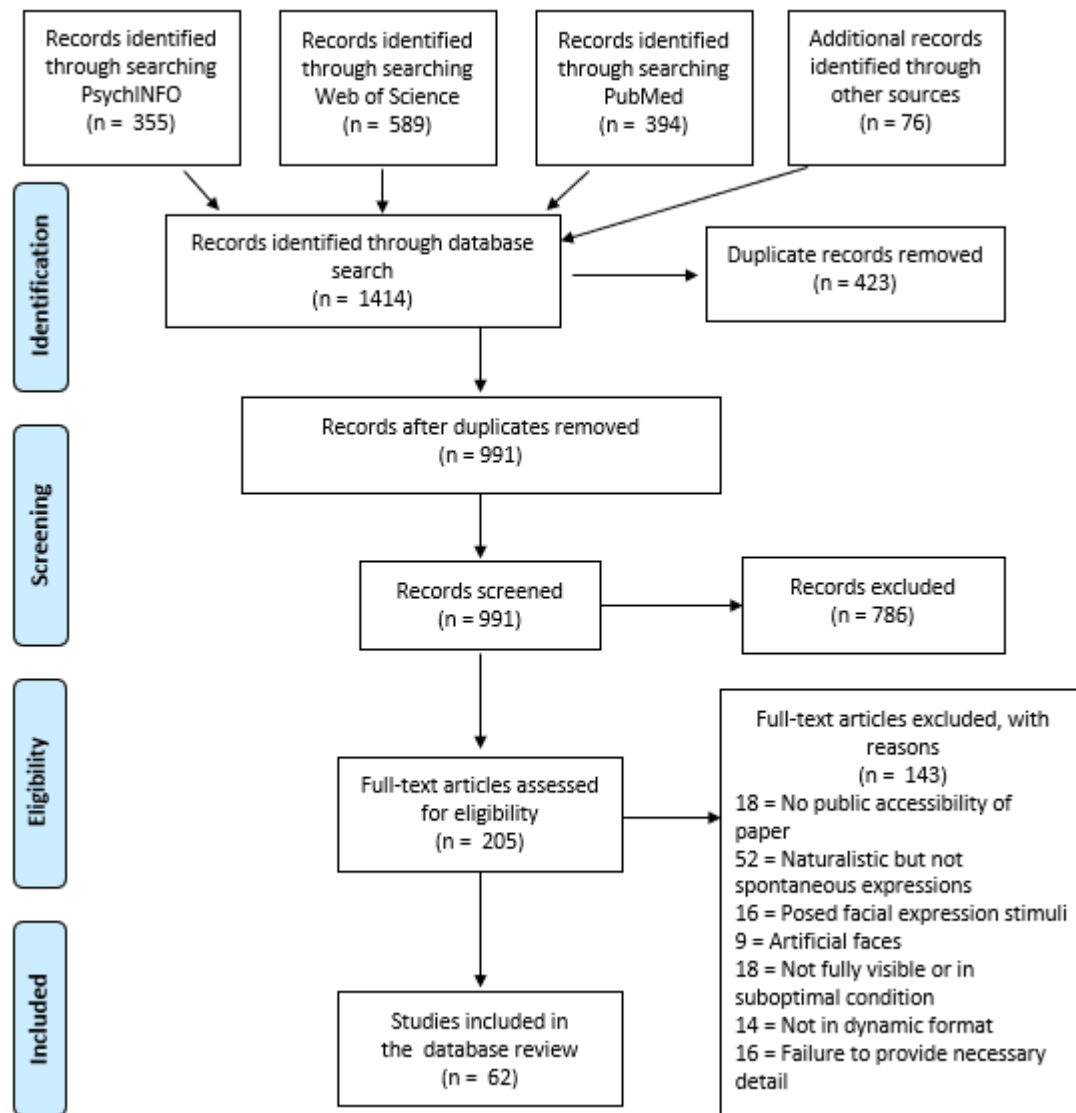 Records identified
through searching
PsychINFO
(n = 355)
Records identified
through searching
Web of Science
(n = 589)
Records identified
through searching
PubMed
(n = 394)
Additional records
identified through
other sources
(n = 76)
Identification
Records identified through database
search
(n = 1414)
Duplicate records removed
(n = 423)
Records after duplicates removed
(n = 991)
Screening
Records screened
(n = 991)
Records excluded
(n = 786)
Eligibility
Full-text articles assessed
for eligibility
(n = 205)
Full-text articles excluded, with
reasons
(n = 143)
18 = No public accessibility of
paper
52 = Naturalistic but not
spontaneous expressions
16 = Posed facial expression stimuli
9 = Artificial faces
18 = Not fully visible or in
suboptimal condition
14 = Not in dynamic format
16 = Failure to provide necessary
detail
Included
Studies included in
the database review
(n = 62)